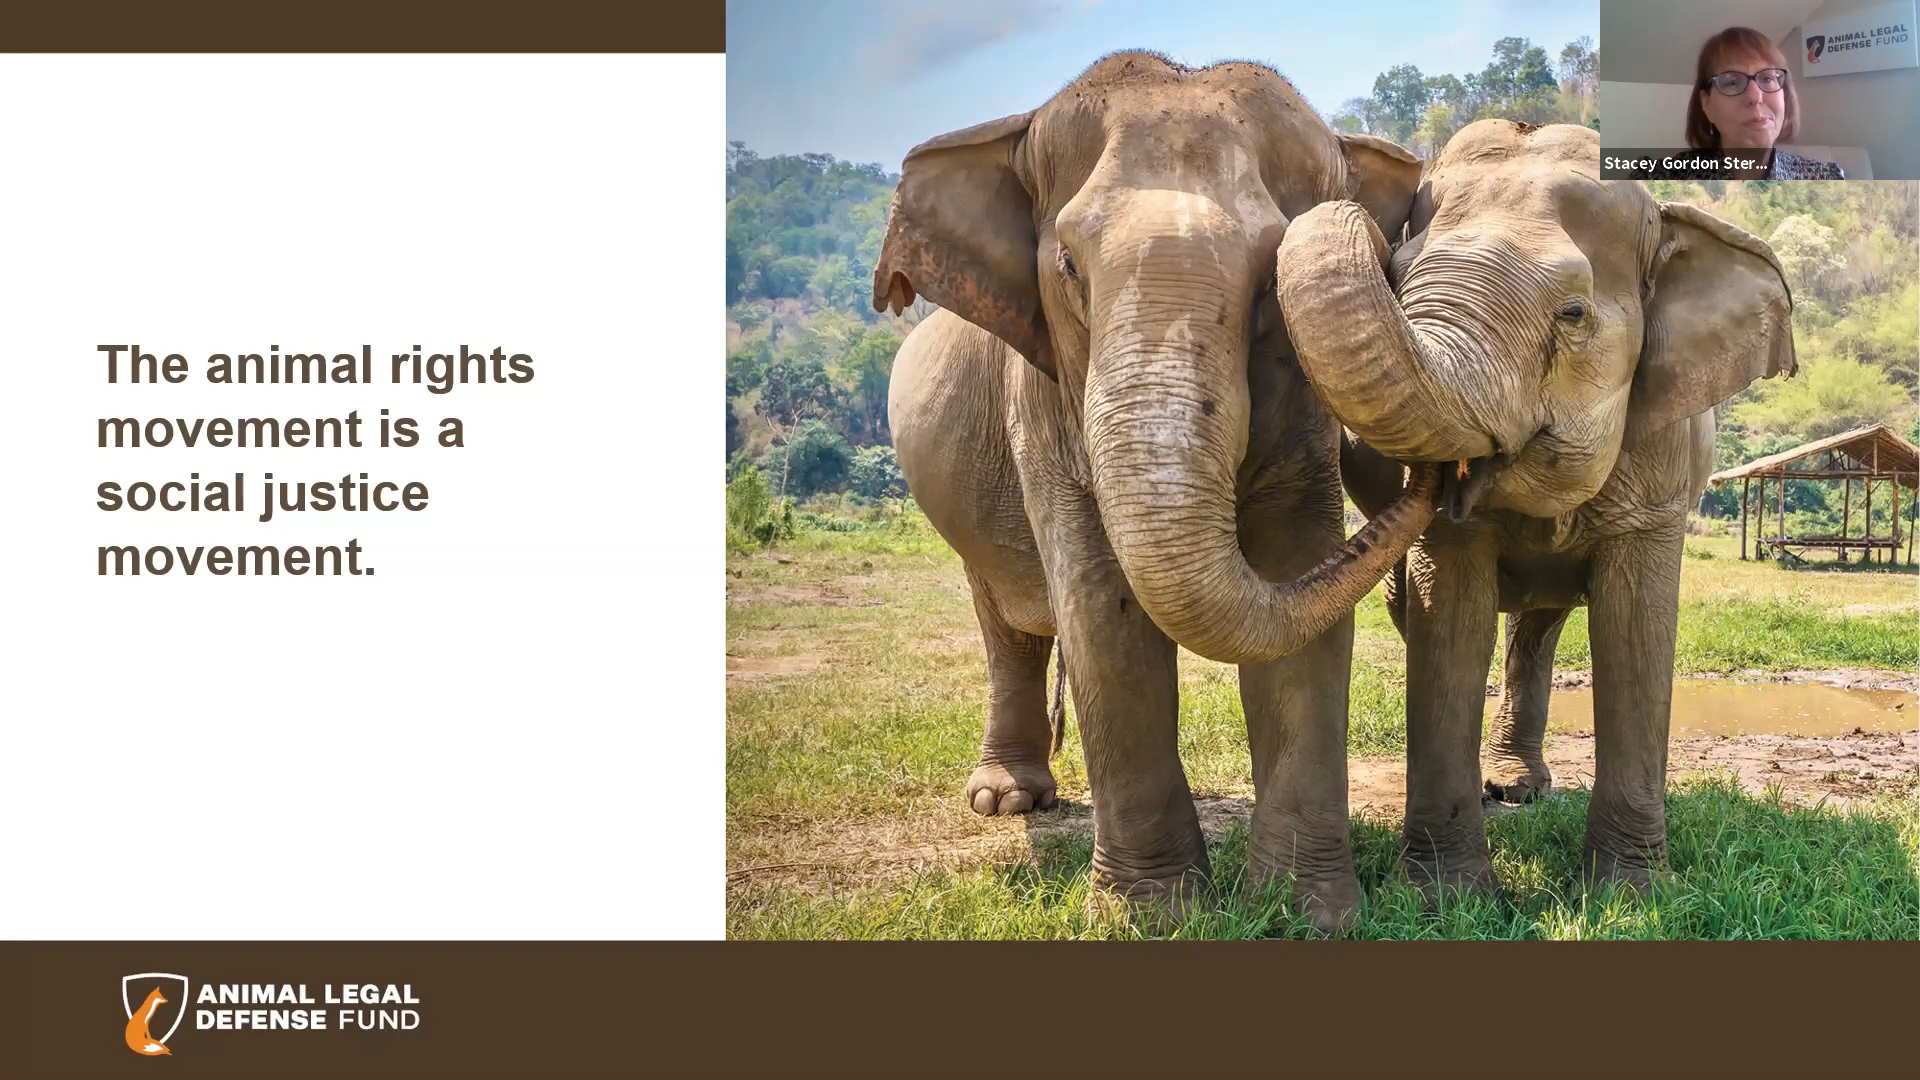 The animal rights
movement is a
social justice
movement.
ANIMAL LEGAL
DEFENSE FUND
Stacey Gordon Ster...
ANIMAL LEGAL
DEFENSE FUND